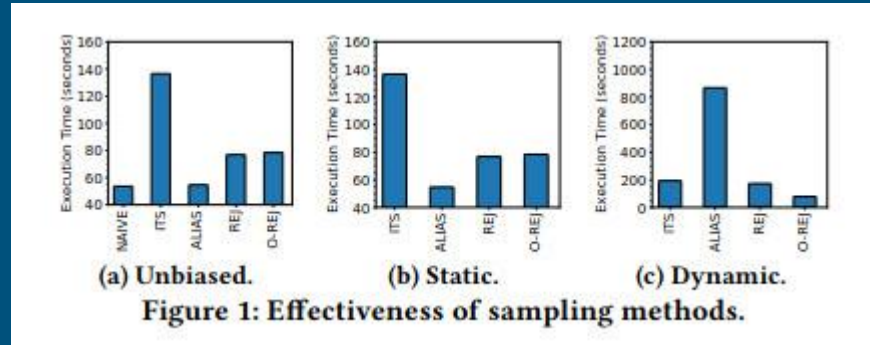 Execution Time (seconds)
160
140
120
100
80
60
40
NAIVE
ITS
ALIAS
REJ
O-REJ
(a) Unbiased.
Execution Time (seconds)
160
140
120
100
80
60
40
ITS
ALIAS
REJ
O-REJ
(b) Static.
Execution Time (seconds)
1200
1000
800
600
400
200
0
ITS
ALIAS
REJ
O-REJ
(c) Dynamic.
Figure 1: Effectiveness of sampling methods.